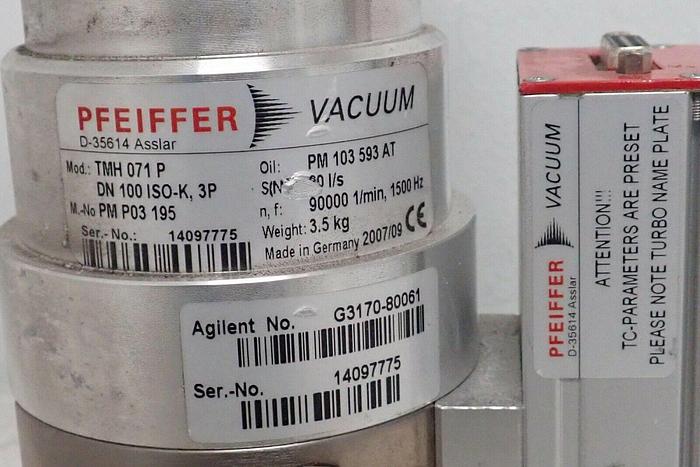 PFEIFFER VACUUM
D-35614 Asslar
Mod.: TMH 071 P
DN 100 ISO-K, 3P
M.-No PM P03 195
Ser.-No.: 14097775
Oil: PM 103 593 AT
S(N2 l/s
n, f: 90000 1/min, 1500 Hz
Weight: 3.5 kg
Made in Germany 2007/09 CE
Agilent No. G3170-80061
Ser.-No. 14097775
PFEIFFER VACUUM
D-35614 Asslar
ATTENTION!!!
TC-PARAMETERS ARE PRESET
PLEASE NOTE TURBO NAME PLATE